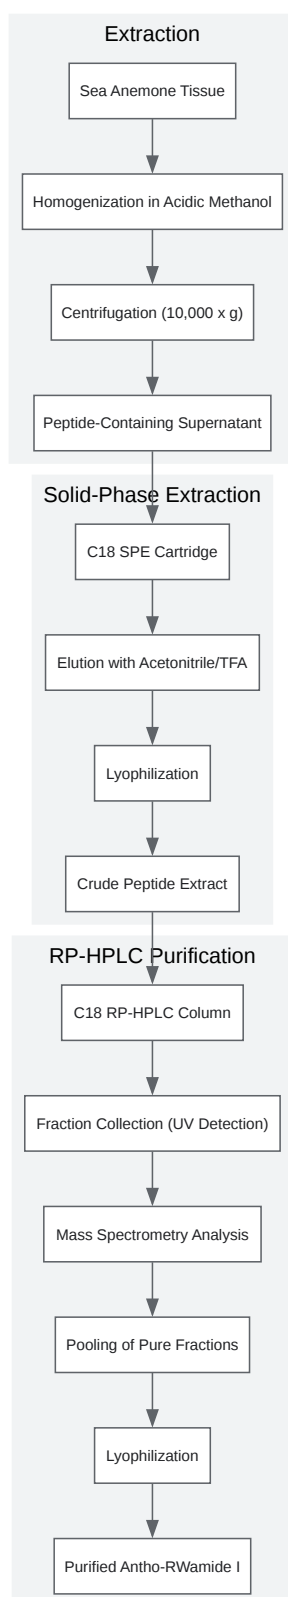 Extraction
Sea Anemone Tissue
Homogenization in Acidic Methanol
Centrifugation (10,000 x g)
Peptide-Containing Supernatant
Solid-Phase Extraction
C18 SPE Cartridge
Elution with Acetonitrile/TFA
Lyophilization
Crude Peptide Extract
RP-HPLC Purification
C18 RP-HPLC Column
Fraction Collection (UV Detection)
Mass Spectrometry Analysis
Pooling of Pure Fractions
Lyophilization
Purified Antho-RWamide I